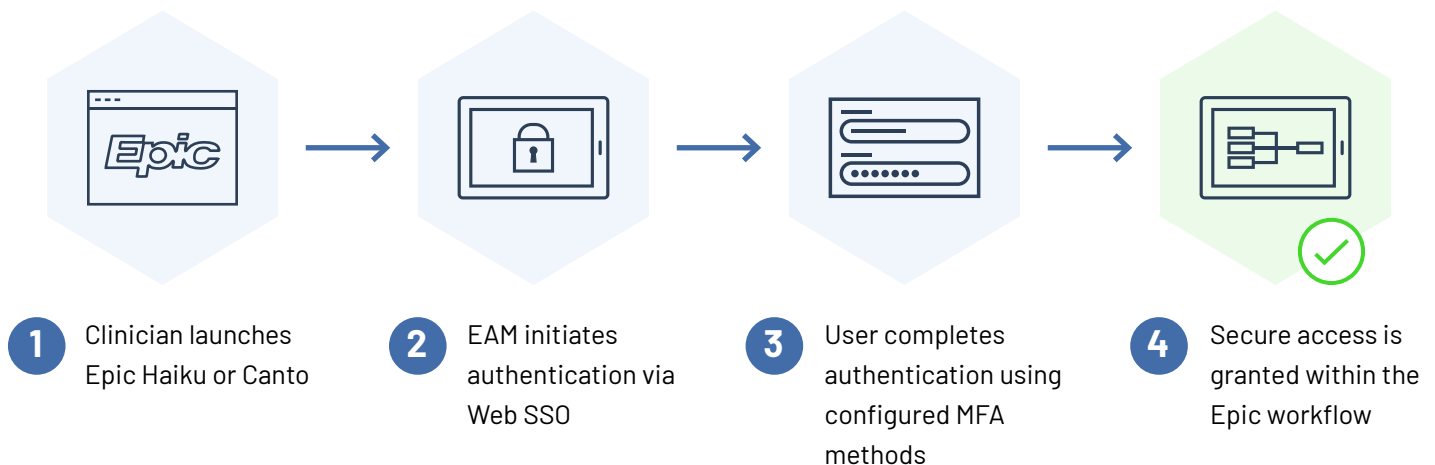 Epic
1
Clinician launches
Epic Haiku or Canto
2
EAM initiates
authentication via
Web SSO
3
User completes
authentication using
configured MFA
methods
4
Secure access is
granted within the
Epic workflow